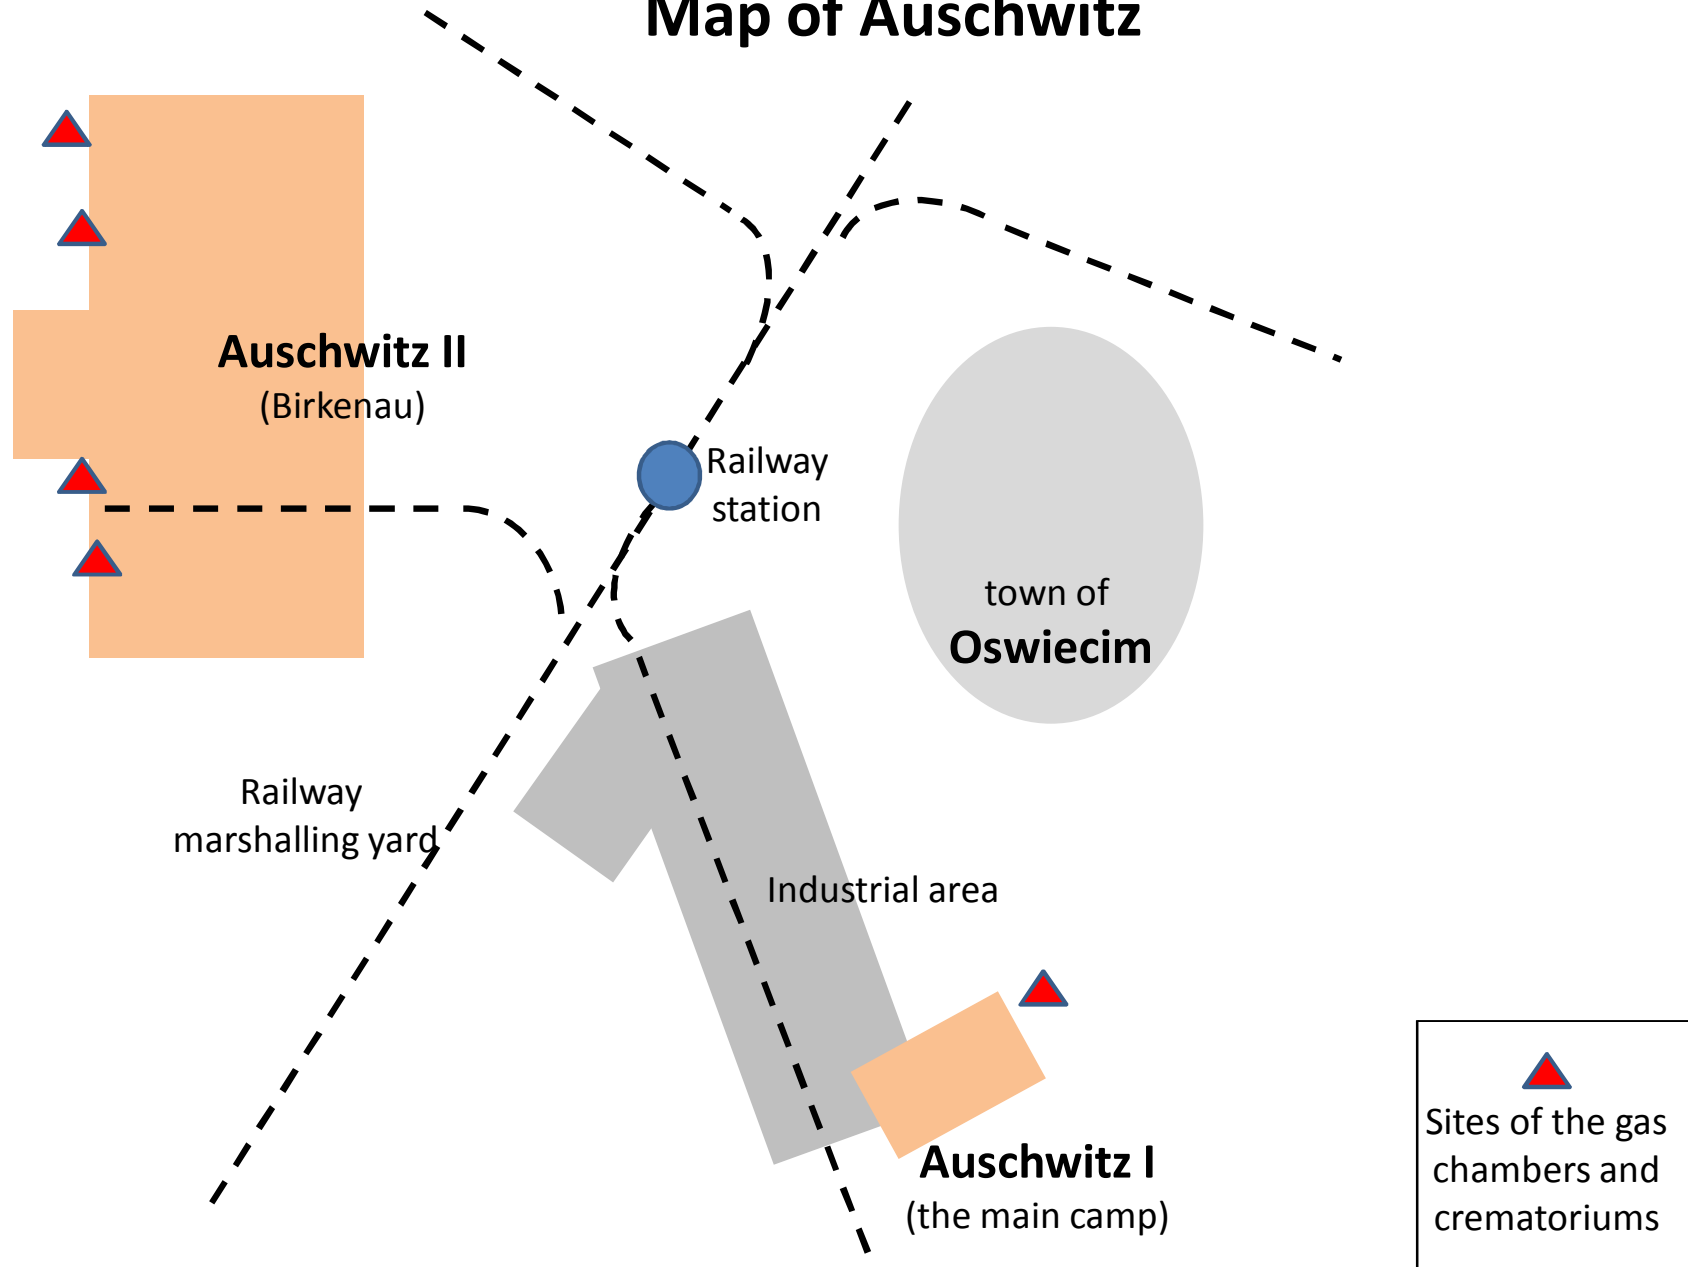 Map of Auschwitz
Auschwitz II
(Birkenau)
Railway
station
town of
Oswiecim
Railway
marshalling yard
Industrial area
Auschwitz I
(the main camp)
Sites of the gas
chambers and
crematoriums